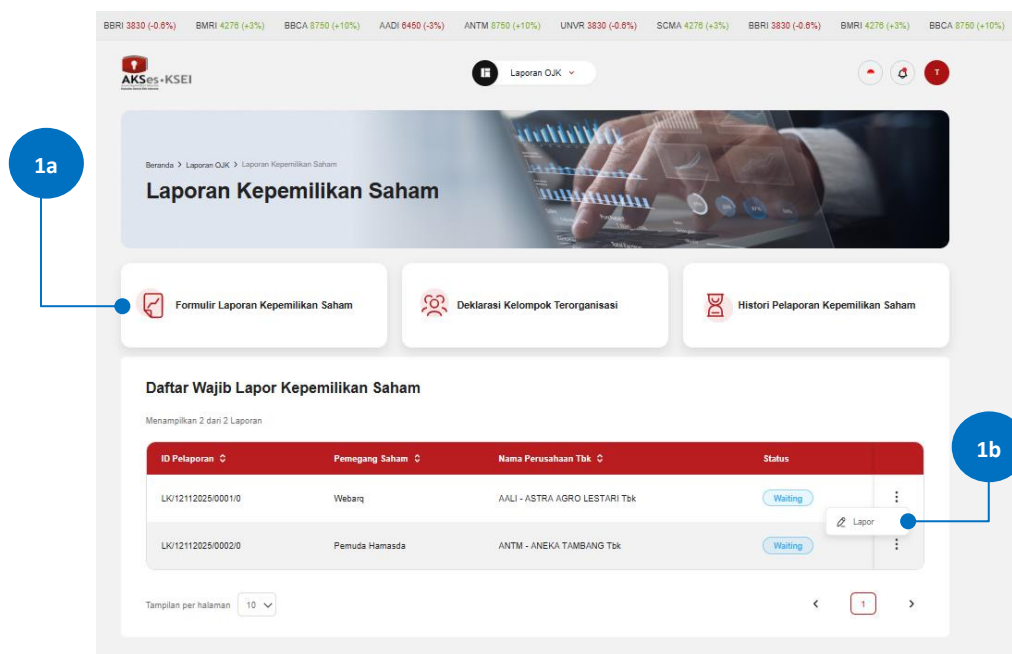 BBRI 3830 (-0.6%) BMRI 4276 (+3%) BBCA 8750 (+10%) AADI 6450 (-3%) ANTM 8750 (+10%) UNVR 3830 (-0.6%) SCMA 4276 (+3%) BBRI 3830 (-0.6%) BMRI 4276 (+3%) BBCA 8750 (+10%)
AKSes•KSEI
Laporan OJK
T
1a
Beranda > Laporan OJK > Laporan Kepemilikan Saham
Laporan Kepemilikan Saham
Formulir Laporan Kepemilikan Saham
Deklarasi Kelompok Terorganisasi
Histori Pelaporan Kepemilikan Saham
Daftar Wajib Lapor Kepemilikan Saham
Menampilkan 2 dari 2 Laporan
1b
ID Pelaporan Pemegang Saham Nama Perusahaan Tbk Status
LK/12112025/0001/0 Webarq AALI - ASTRA AGRO LESTARI Tbk Waiting
Lapor
LK/12112025/0002/0 Pemuda Hamasda ANTM - ANEKA TAMBANG Tbk Waiting
Tampilan per halaman 10
< 1 >